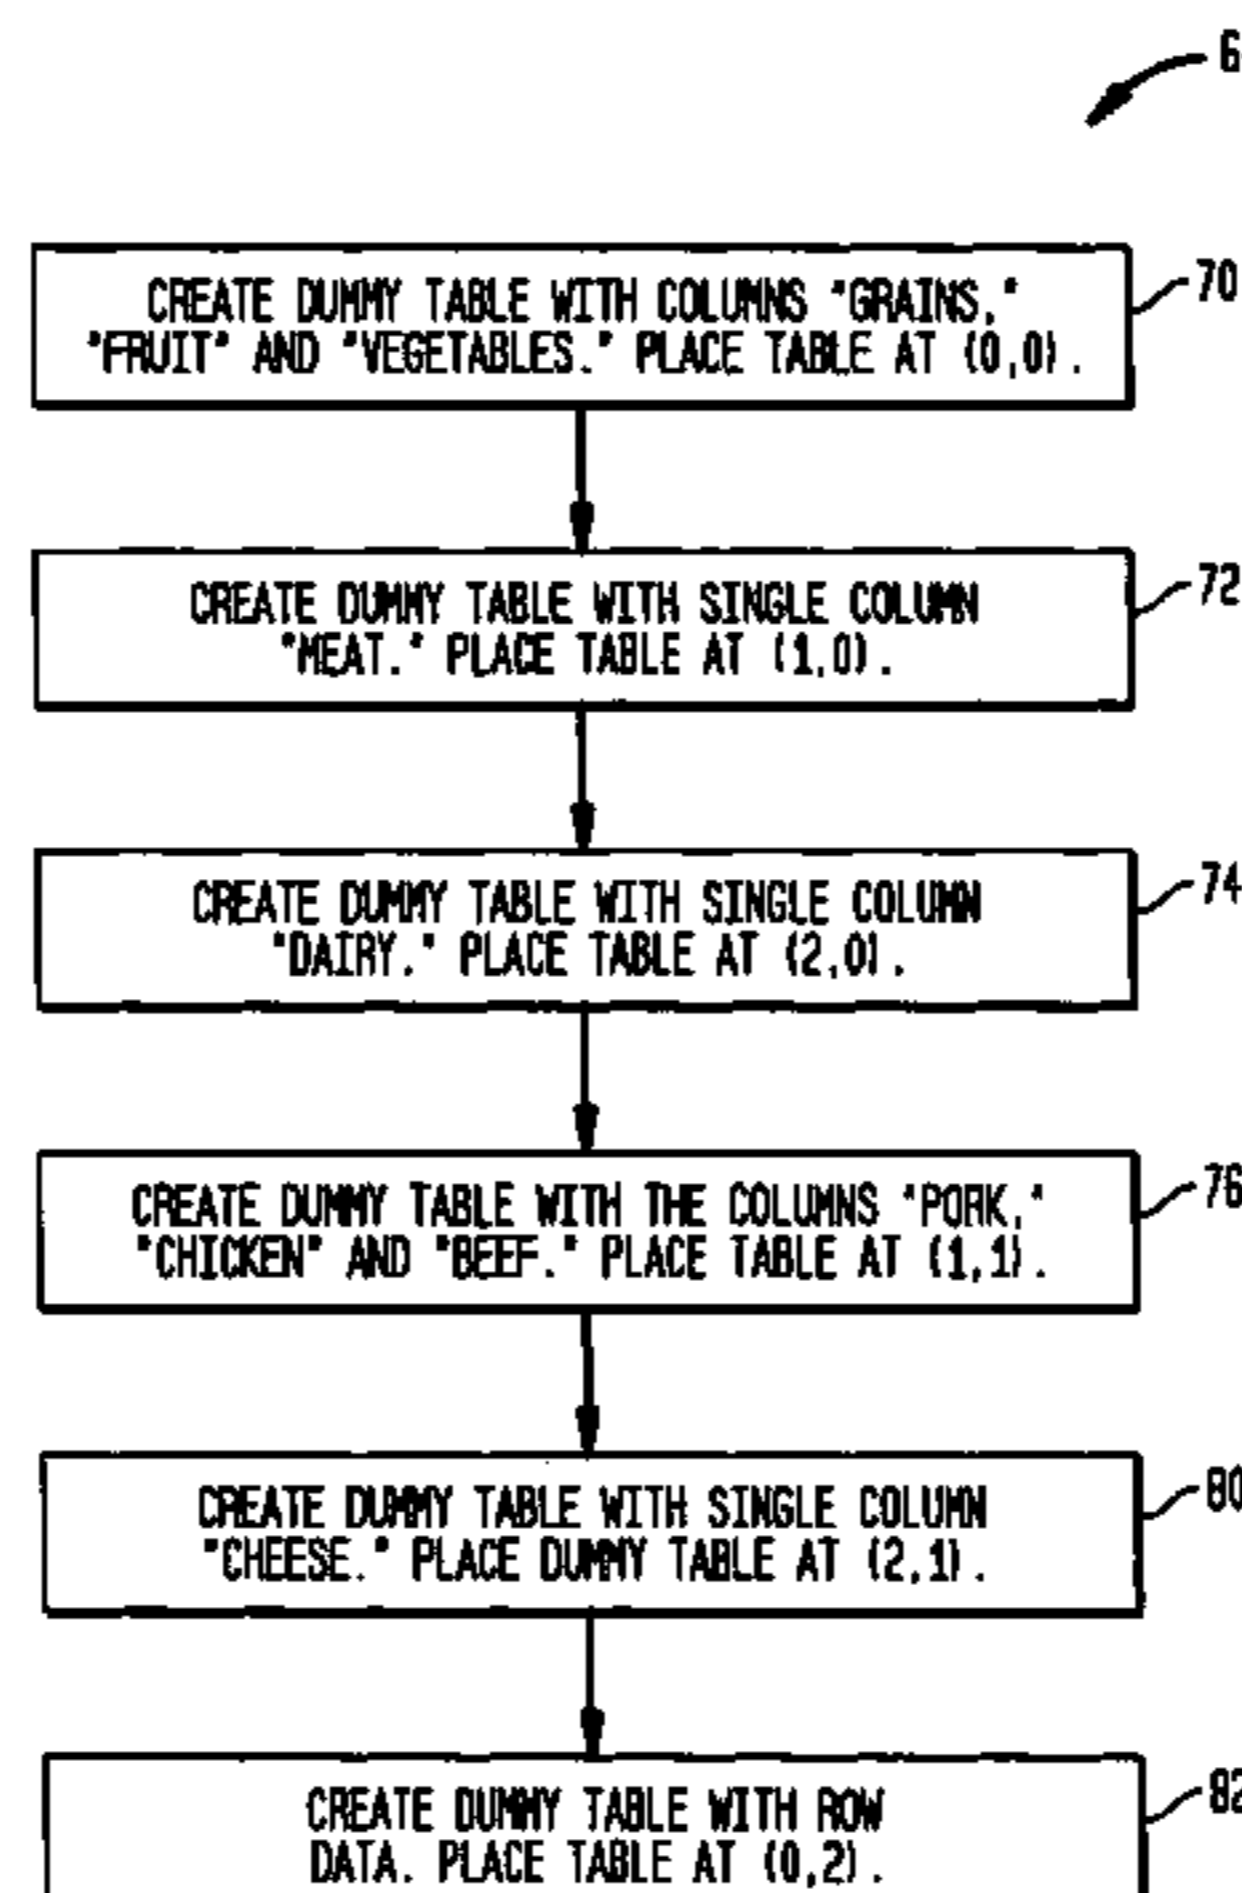 6
CREATE DUMMY TABLE WITH COLUMNS "GRAINS,"
"FRUIT" AND "VEGETABLES." PLACE TABLE AT (0,0).
70
CREATE DUMMY TABLE WITH SINGLE COLUMN
"MEAT." PLACE TABLE AT (1,0).
72
CREATE DUMMY TABLE WITH SINGLE COLUMN
"DAIRY." PLACE TABLE AT (2,0).
74
CREATE DUMMY TABLE WITH THE COLUMNS "PORK,"
"CHICKEN" AND "BEEF." PLACE TABLE AT (1,1).
76
CREATE DUMMY TABLE WITH SINGLE COLUMN
"CHEESE." PLACE DUMMY TABLE AT (2,1).
80
CREATE DUMMY TABLE WITH ROW
DATA. PLACE TABLE AT (0,2).
82